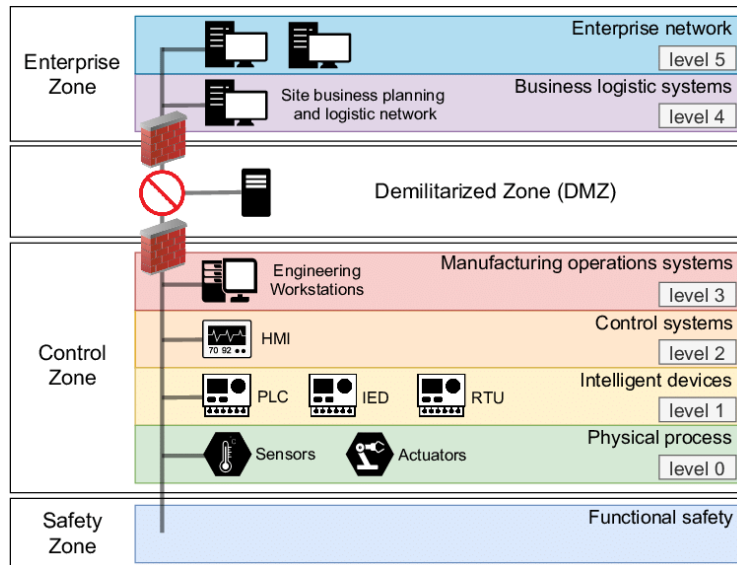 Enterprise
Zone
Enterprise network
level 5
Site business planning
and logistic network
Business logistic systems
level 4
Demilitarized Zone (DMZ)
Control
Zone
Engineering
Workstations
Manufacturing operations systems
level 3
70 92
HMI
Control systems
level 2
PLC
IED
RTU
Intelligent devices
level 1
°C
Sensors
Actuators
Physical process
level 0
Safety
Zone
Functional safety